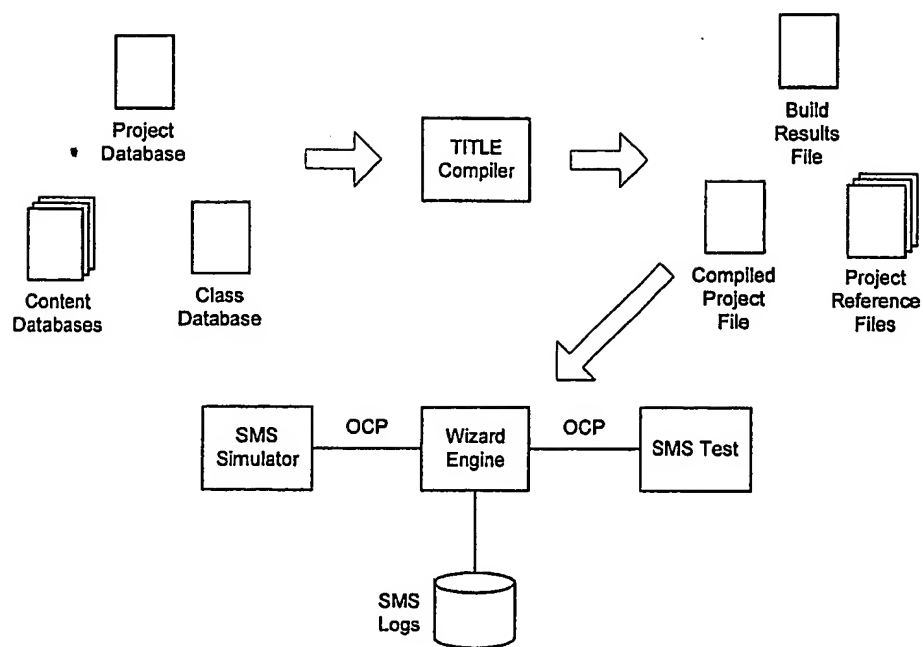 Project
Database
Content
Databases
Class
Database
TITLE
Compiler
Build
Results
File
Compiled
Project
File
Project
Reference
Files
SMS
Simulator
OCP
Wizard
Engine
OCP
SMS Test
SMS
Logs